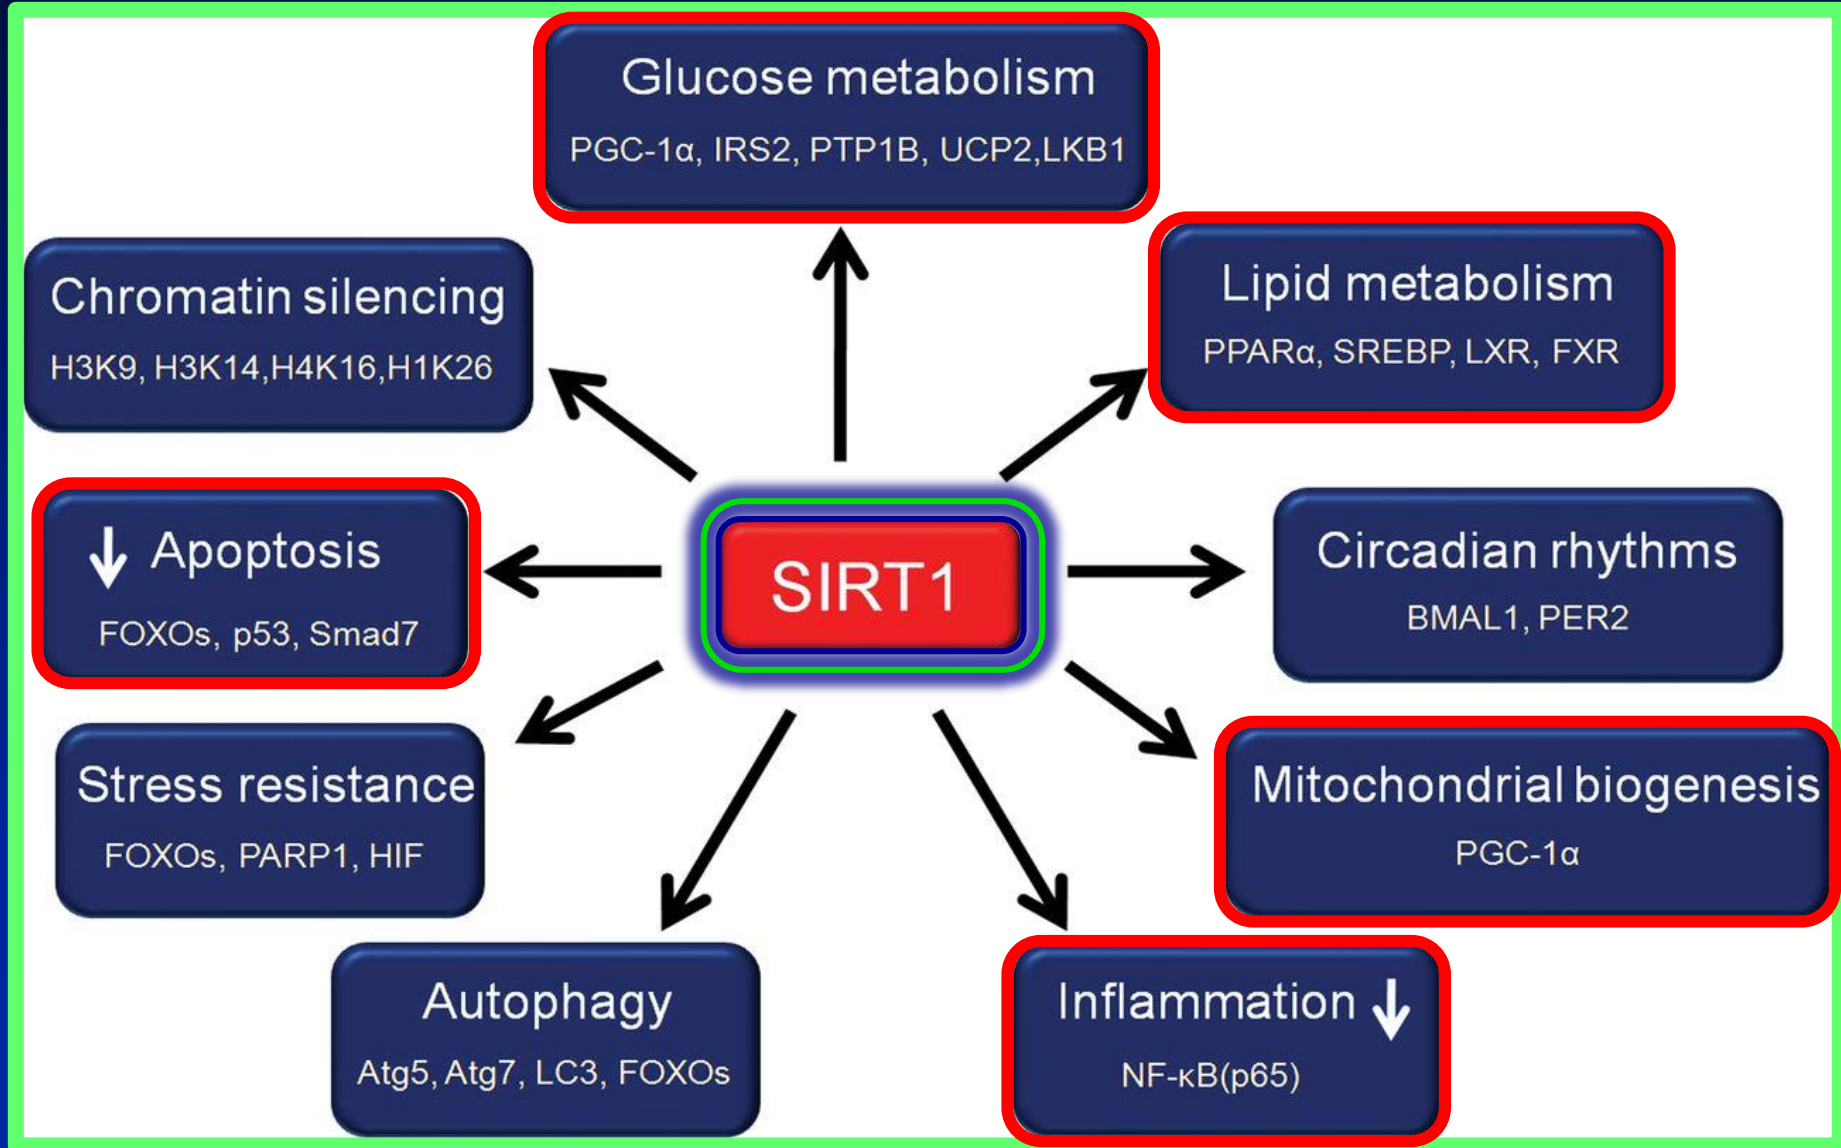 Glucose metabolism
PGC-1α, IRS2, PTP1B, UCP2,LKB1
Chromatin silencing
H3K9, H3K14,H4K16,H1K26
Lipid metabolism
PPARα, SREBP, LXR, FXR
↓ Apoptosis
FOXOs, p53, Smad7
SIRT1
Circadian rhythms
BMAL1, PER2
Stress resistance
FOXOs, PARP1, HIF
Mitochondrial biogenesis
PGC-1α
Autophagy
Atg5, Atg7, LC3, FOXOs
Inflammation ↓
NF-κB(p65)